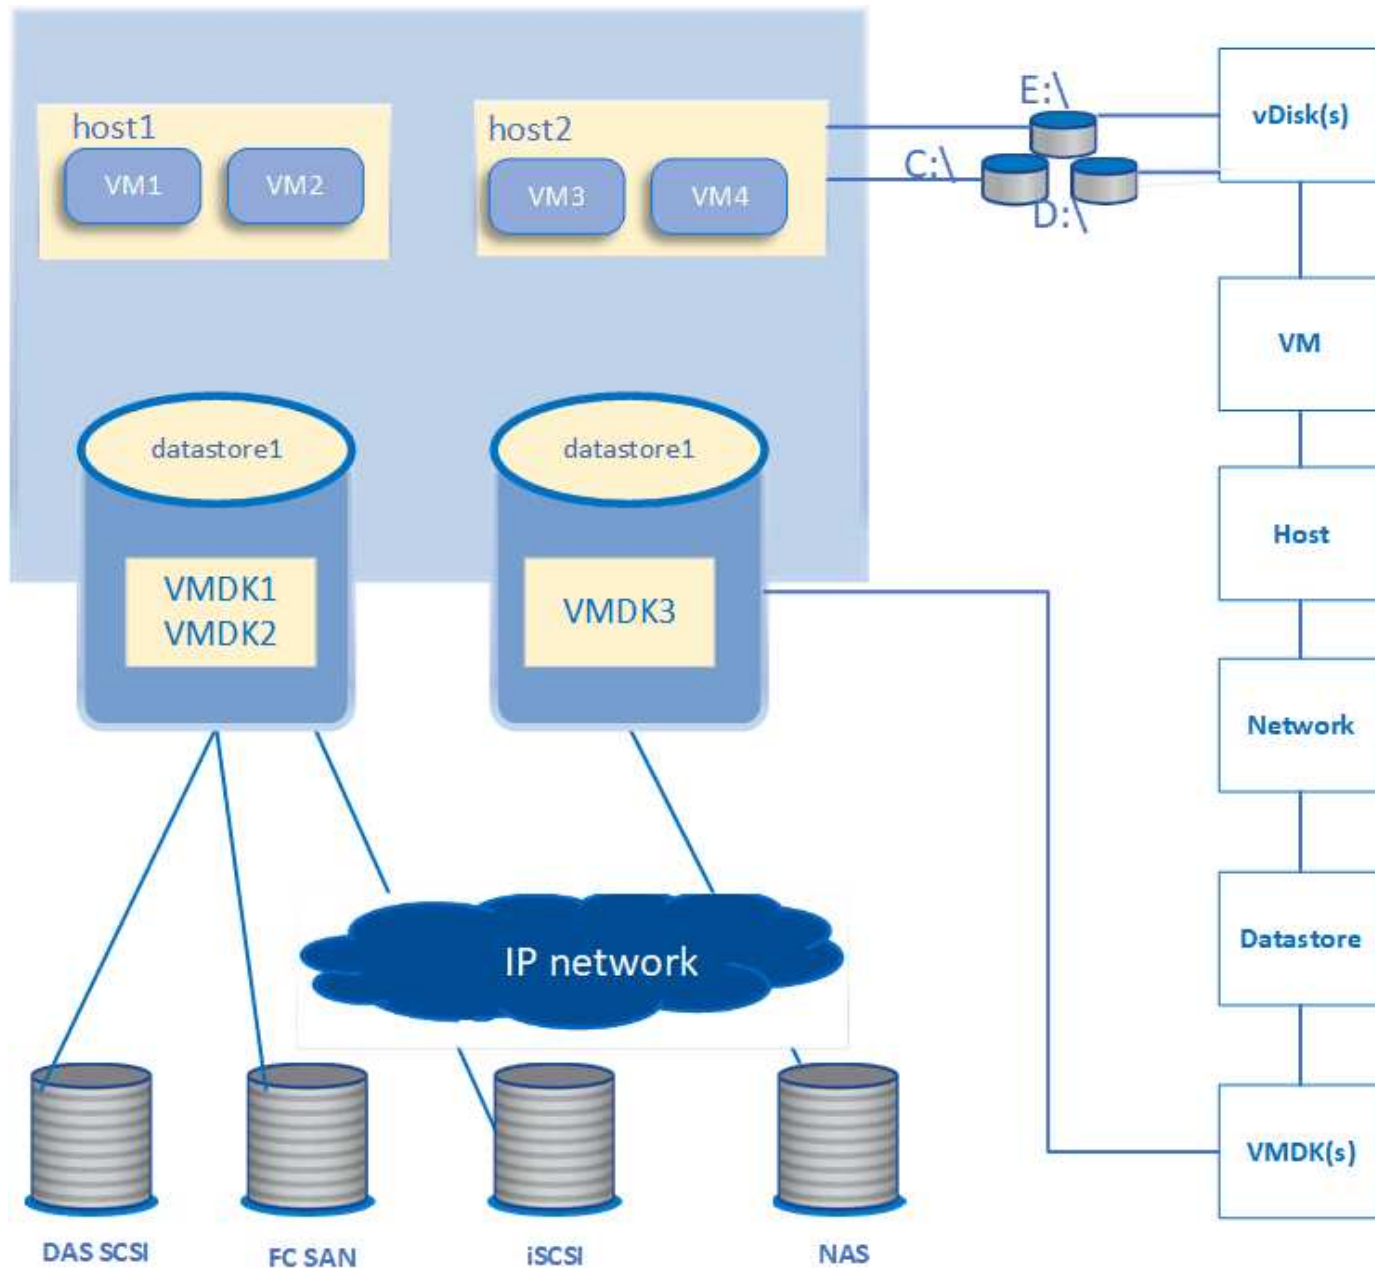 host1
VM1
VM2
host2
VM3
VM4
E:\
C:\
D:\
vDisk(s)
VM
Host
Network
Datastore
VMDK(s)
datastore1
VMDK1
VMDK2
datastore1
VMDK3
IP network
DAS SCSI
FC SAN
iSCSI
NAS